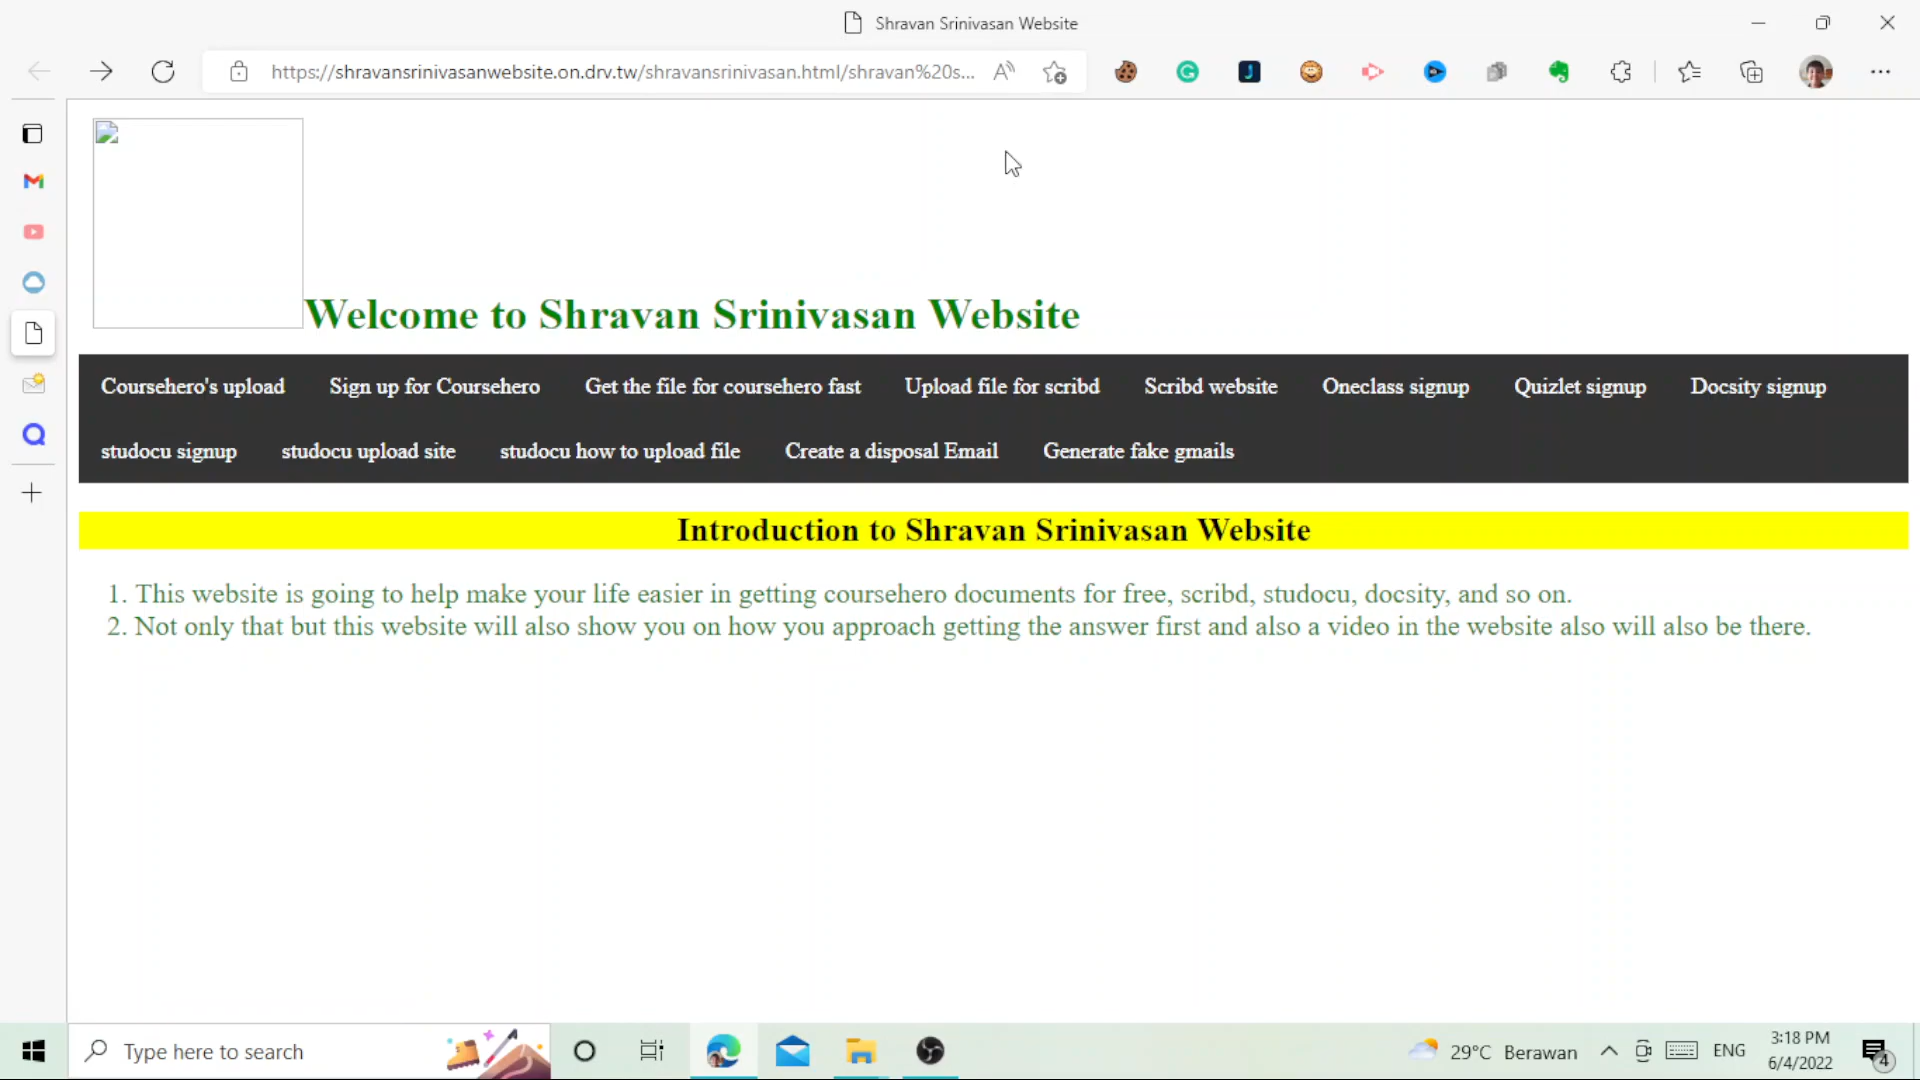 Shravan Srinivasan Website
https://shravansrinivasanwebsite.on.drv.tw/shravansrinivasan.html/shravan%20s...
Welcome to Shravan Srinivasan Website
Coursehero's upload Sign up for Coursehero Get the file for coursehero fast Upload file for scribd Scribd website Oneclass signup Quizlet signup Docsity signup
studocu signup studocu upload site studocu how to upload file Create a disposal Email Generate fake gmails
Introduction to Shravan Srinivasan Website
1. This website is going to help make your life easier in getting coursehero documents for free, scribd, studocu, docsity, and so on.
2. Not only that but this website will also show you on how you approach getting the answer first and also a video in the website also will also be there.
Type here to search
29°C Berawan
ENG
3:18 PM
6/4/2022
4